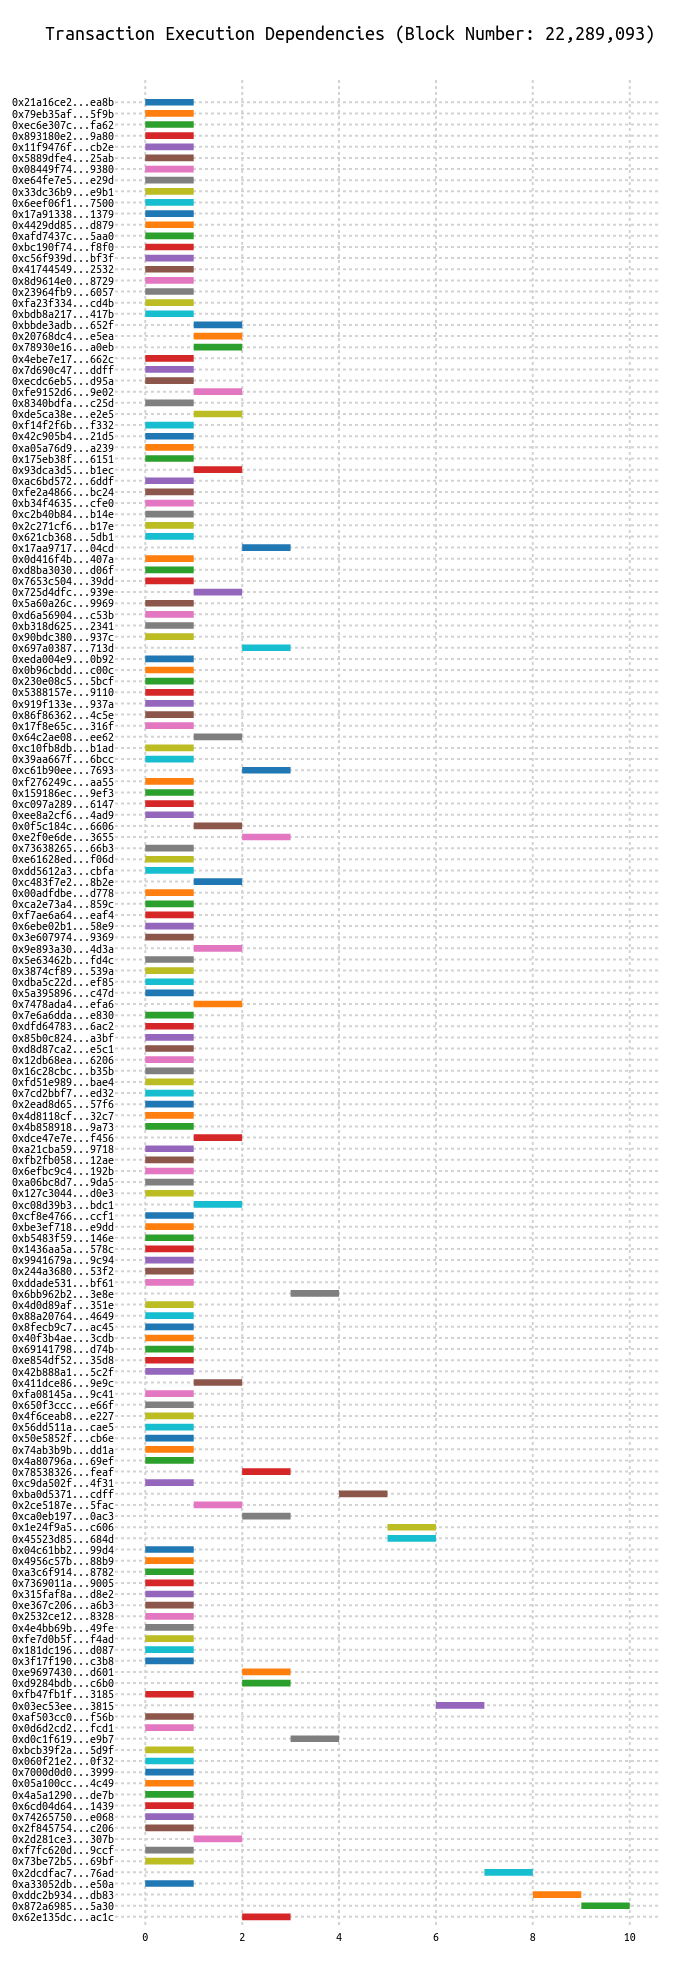 Transaction Execution Dependencies (Block Number: 22,289,093)
0x21a16ce2...ea8b
0x79eb35af...5f9b
0xec6e307c...fa62
0x893180e2...9a80
0x11f9476f...cb2e
0x5889dfe4...25ab
0x08449f74...9380
0xe64fe7e5...e29d
0x33dc36b9...e9b1
0x6eef06f1...7500
0x17a91338...1379
0x4429dd85...d879
0xafd7437c...5aa0
0xbc190f74...f8f0
0xc56f939d...bf3f
0x41744549...2532
0x8d9614e0...8729
0x23964fb9...6057
0xfa23f334...cd4b
0xbdb8a217...417b
0xbbde3adb...652f
0x20768dc4...e5ea
0x78930e16...a0eb
0x4ebe7e17...662c
0x7d690c47...ddff
0xecdc6eb5...d95a
0xfe9152d6...9e02
0x8340bdfa...c25d
0xde5ca38e...e2e5
0xf14f2f6b...f332
0x42c905b4...21d5
0xa05a76d9...a239
0x175eb38f...6151
0x93dca3d5...b1ec
0xac6bd572...6ddf
0xfe2a4866...bc24
0xb34f4635...cfe0
0xc2b40b84...b14e
0x2c271cf6...b17e
0x621cb368...5db1
0x17aa9717...04cd
0x0d416f4b...407a
0xd8ba3030...d06f
0x7653c504...39dd
0x725d4dfc...939e
0x5a60a26c...9969
0xd6a56904...c53b
0xb318d625...2341
0x90bdc380...937c
0x697a0387...713d
0xeda004e9...0b92
0x0b96cbdd...c00c
0x230e08c5...5bcf
0x5388157e...9110
0x919f133e...937a
0x86f86362...4c5e
0x17f8e65c...316f
0x64c2ae08...ee62
0xc10fb8db...b1ad
0x39aa667f...6bcc
0xc61b90ee...7693
0xf276249c...aa55
0x159186ec...9ef3
0xc097a289...6147
0xee8a2cf6...4ad9
0x0f5c184c...6606
0xe2f0e6de...3655
0x73638265...66b3
0xe61628ed...f06d
0xdd5612a3...cbfa
0xc483f7e2...8b2e
0x00adfdbe...d778
0xca2e73a4...859c
0xf7ae6a64...eaf4
0x6ebe02b1...58e9
0x3e607974...9369
0x9e893a30...4d3a
0x5e63462b...fd4c
0x3874cf89...539a
0xdba5c22d...ef85
0x5a395896...c47d
0x7478ada4...efa6
0x7e6a6dda...e830
0xdfd64783...6ac2
0x85b0c824...a3bf
0xd8d87ca2...e5c1
0x12db68ea...6206
0x16c28cbc...b35b
0xfd51e989...bae4
0x7cd2bbf7...ed32
0x2ead8d65...57f6
0x4d8118cf...32c7
0x4b858918...9a73
0xdce47e7e...f456
0xa21cba59...9718
0xfb2fb058...12ae
0x6efbc9c4...192b
0xa06bc8d7...9da5
0x127c3044...d0e3
0xc08d39b3...bdc1
0xcf8e4766...ccf1
0xbe3ef718...e9dd
0xb5483f59...146e
0x1436aa5a...578c
0x9941679a...9c94
0x244a3680...53f2
0xddade531...bf61
0x6bb962b2...3e8e
0x4d0d89af...351e
0x88a20764...4649
0x8fecb9c7...ac45
0x40f3b4ae...3cdb
0x69141798...d74b
0xe854df52...35d8
0x42b888a1...5c2f
0x411dce86...9e9c
0xfa08145a...9c41
0x650f3ccc...e66f
0x4f6ceab8...e227
0x56dd511a...cae5
0x50e5852f...cb6e
0x74ab3b9b...dd1a
0x4a80796a...69ef
0x78538326...feaf
0xc9da502f...4f31
0xba0d5371...cdff
0x2ce5187e...5fac
0xca0eb197...0ac3
0x1e24f9a5...c606
0x45523d85...684d
0x04c61bb2...99d4
0x4956c57b...88b9
0xa3c6f914...8782
0x7369011a...9005
0x315faf8a...d8e2
0xe367c206...a6b3
0x2532ce12...8328
0x4e4bb69b...49fe
0xfe7d0b5f...f4ad
0x181dc196...d087
0x3f17f190...c3b8
0xe9697430...d601
0xd9284bdb...c6b0
0xfb47fb1f...3185
0x03ec53ee...3815
0xaf503cc0...f56b
0x0d6d2cd2...fcd1
0xd0c1f619...e9b7
0xbcb39f2a...5d9f
0x060f21e2...0f32
0x7000d0d0...3999
0x05a100cc...4c49
0x4a5a1290...de7b
0x6cd04d64...1439
0x74265750...e068
0x2f845754...c206
0x2d281ce3...307b
0xf7fc620d...9ccf
0x73be72b5...69bf
0x2dcdfac7...76ad
0xa33052db...e50a
0xddc2b934...db83
0x872a6985...5a30
0x62e135dc...ac1c
0 2 4 6 8 10